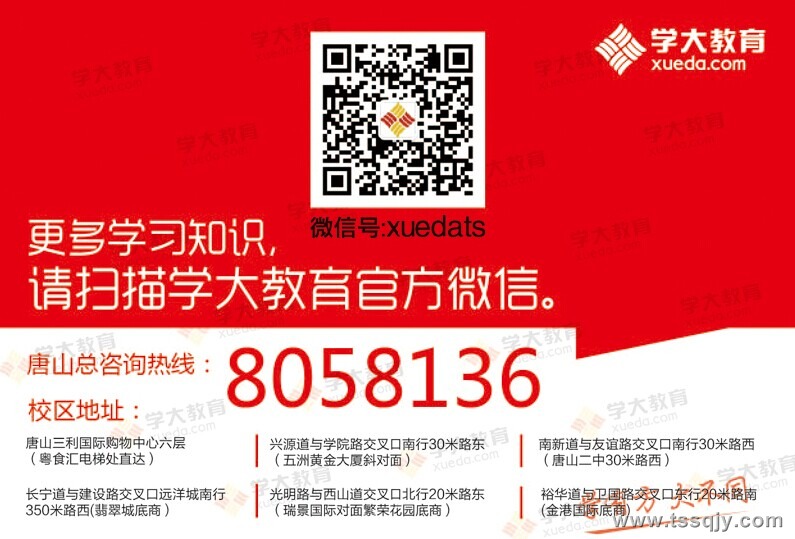 学大教育
xueda.com
微信号:xuedats
更多学习知识,
请扫描学大教育官方微信。
唐山总咨询热线：
8058136
校区地址：
唐山三利国际购物中心六层
（粤食汇电梯处直达）
兴源道与学院路交叉口南行30米路东
（五洲黄金大厦斜对面）
南新道与友谊路交叉口南行30米路西
（唐山二中30米路西）
长宁道与建设路交叉口远洋城南行
350米路西(翡翠城底商）
光明路与西山道交叉口北行20米路东
（瑞景国际对面繁荣花园底商）
裕华道与卫国路交叉口东行20米路南
(金港国际底商)
www.tssqjy.com